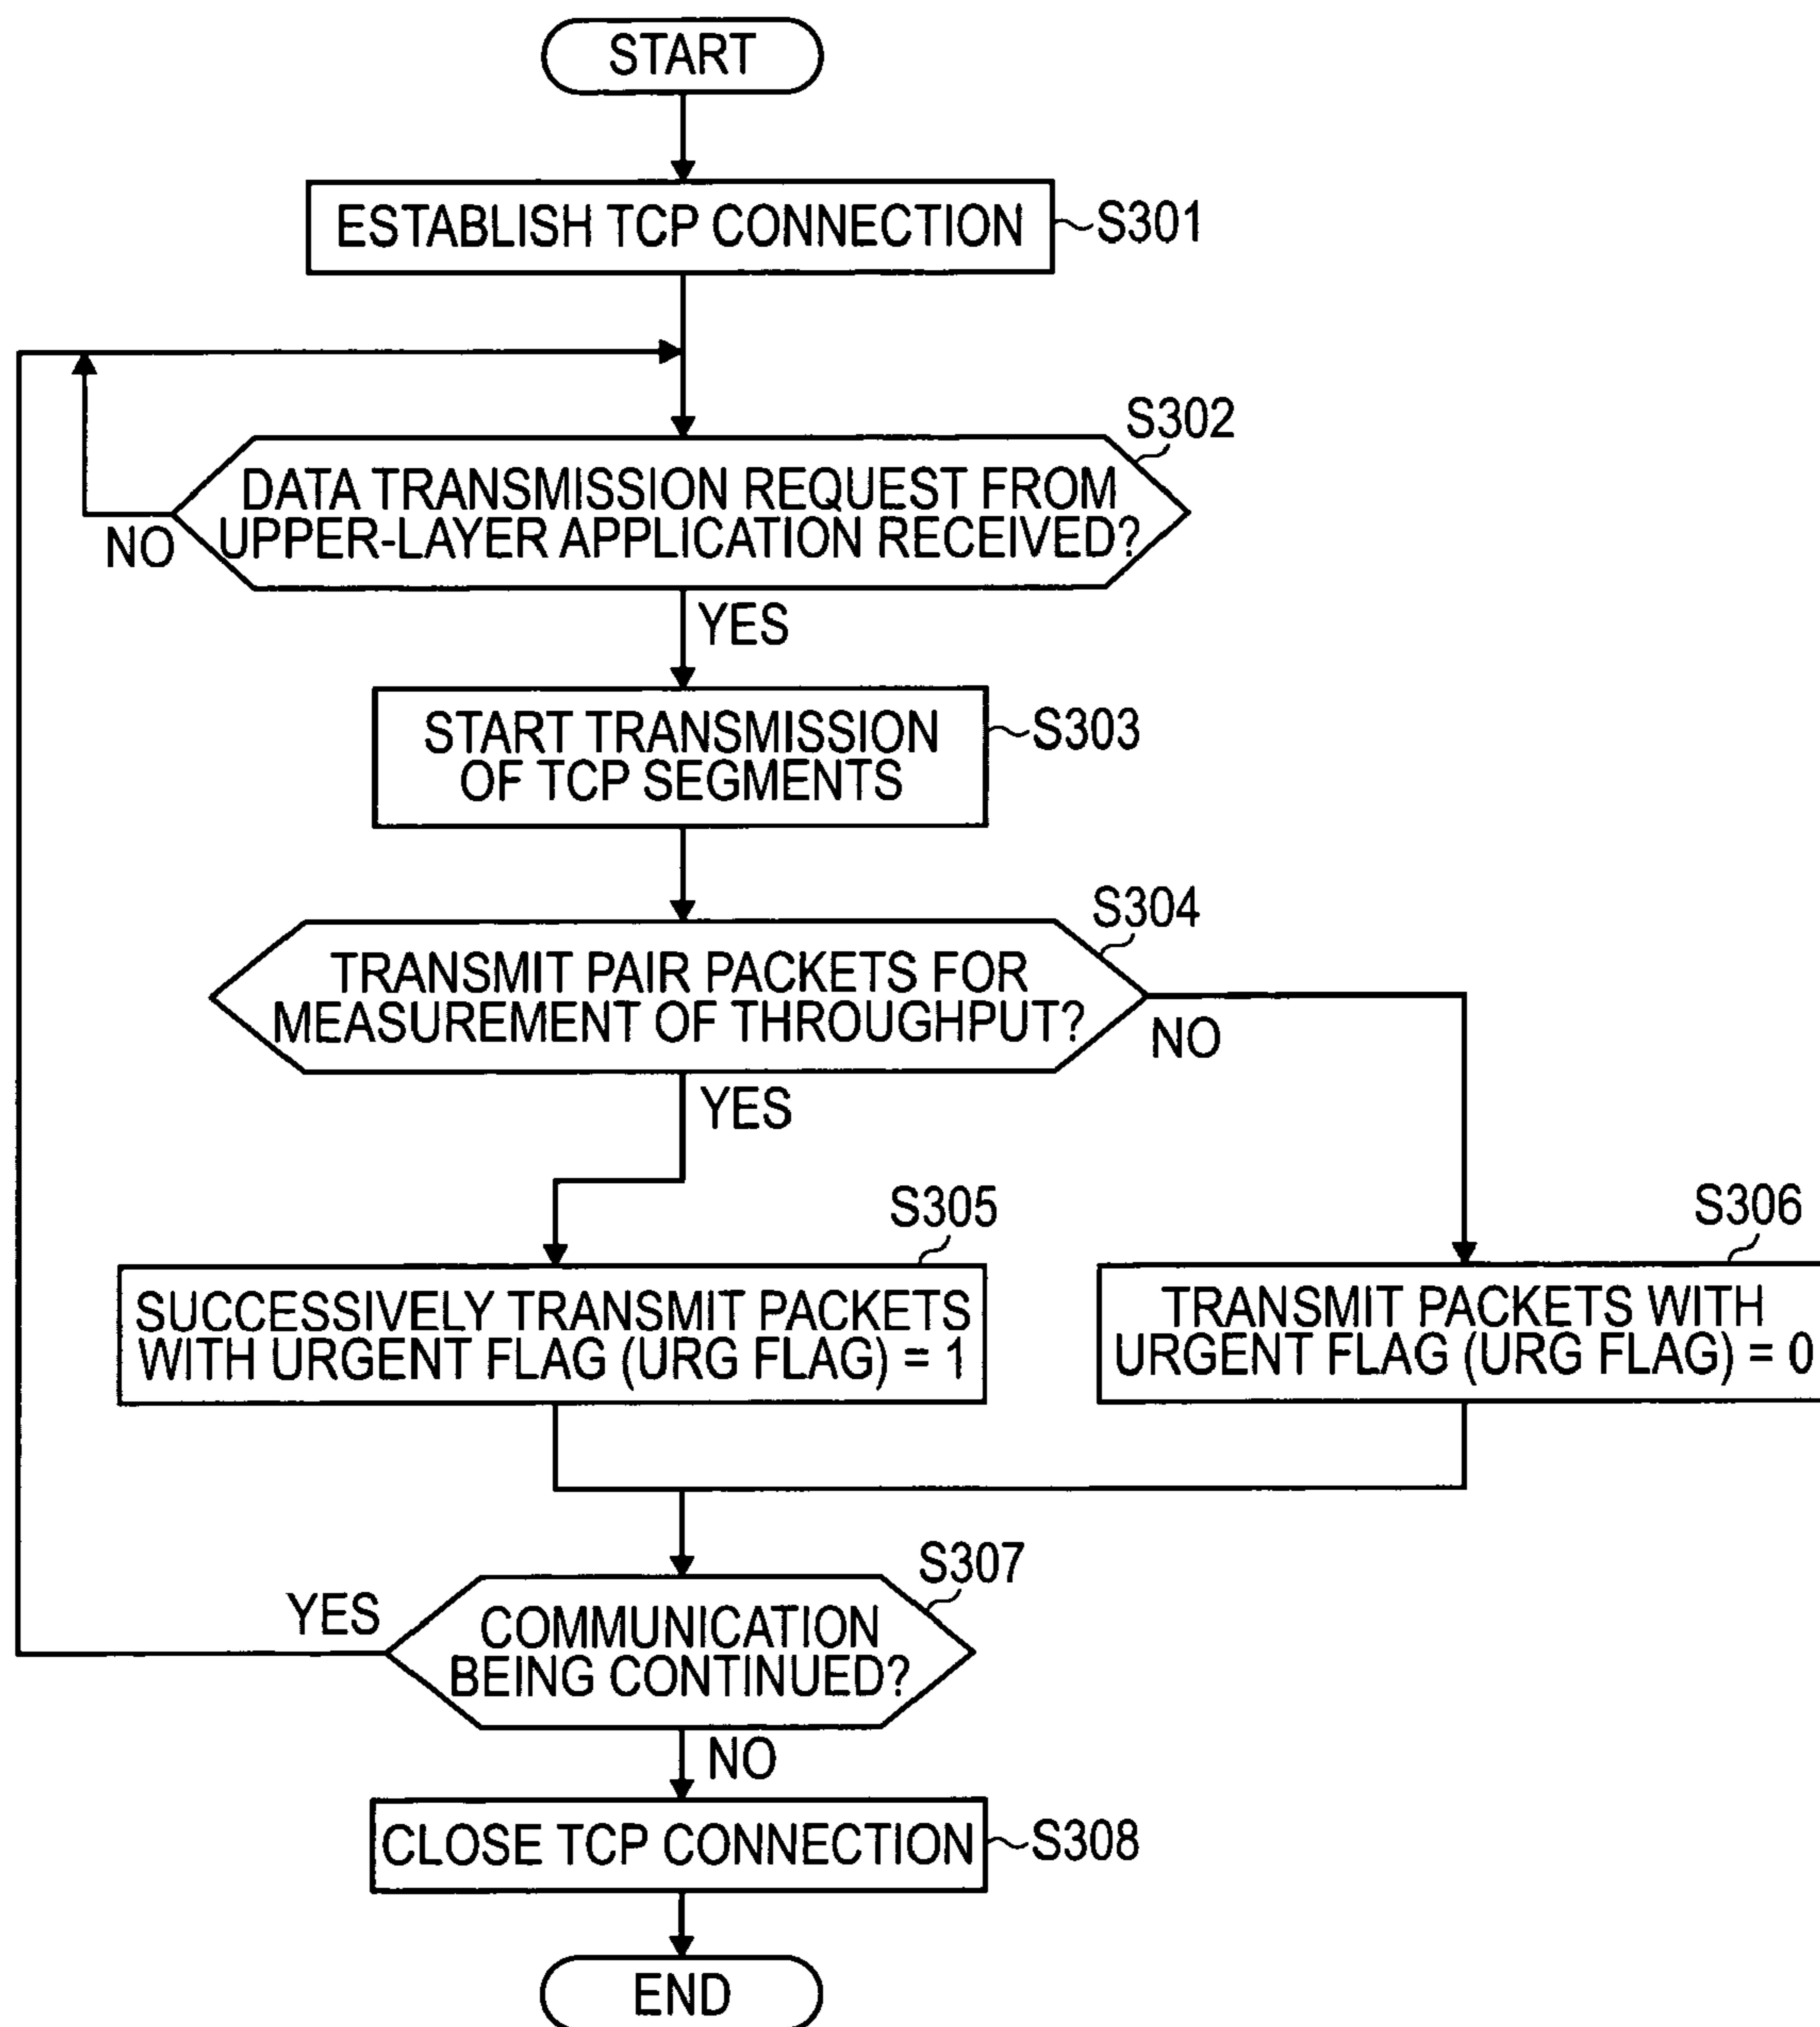 START
ESTABLISH TCP CONNECTION
S301
S302
DATA TRANSMISSION REQUEST FROM
UPPER-LAYER APPLICATION RECEIVED?
NO
YES
START TRANSMISSION
OF TCP SEGMENTS
S303
S304
TRANSMIT PAIR PACKETS FOR
MEASUREMENT OF THROUGHPUT?
NO
YES
S305
SUCCESSIVELY TRANSMIT PACKETS
WITH URGENT FLAG (URG FLAG) = 1
S306
TRANSMIT PACKETS WITH
URGENT FLAG (URG FLAG) = 0
S307
YES
COMMUNICATION
BEING CONTINUED?
NO
CLOSE TCP CONNECTION
S308
END